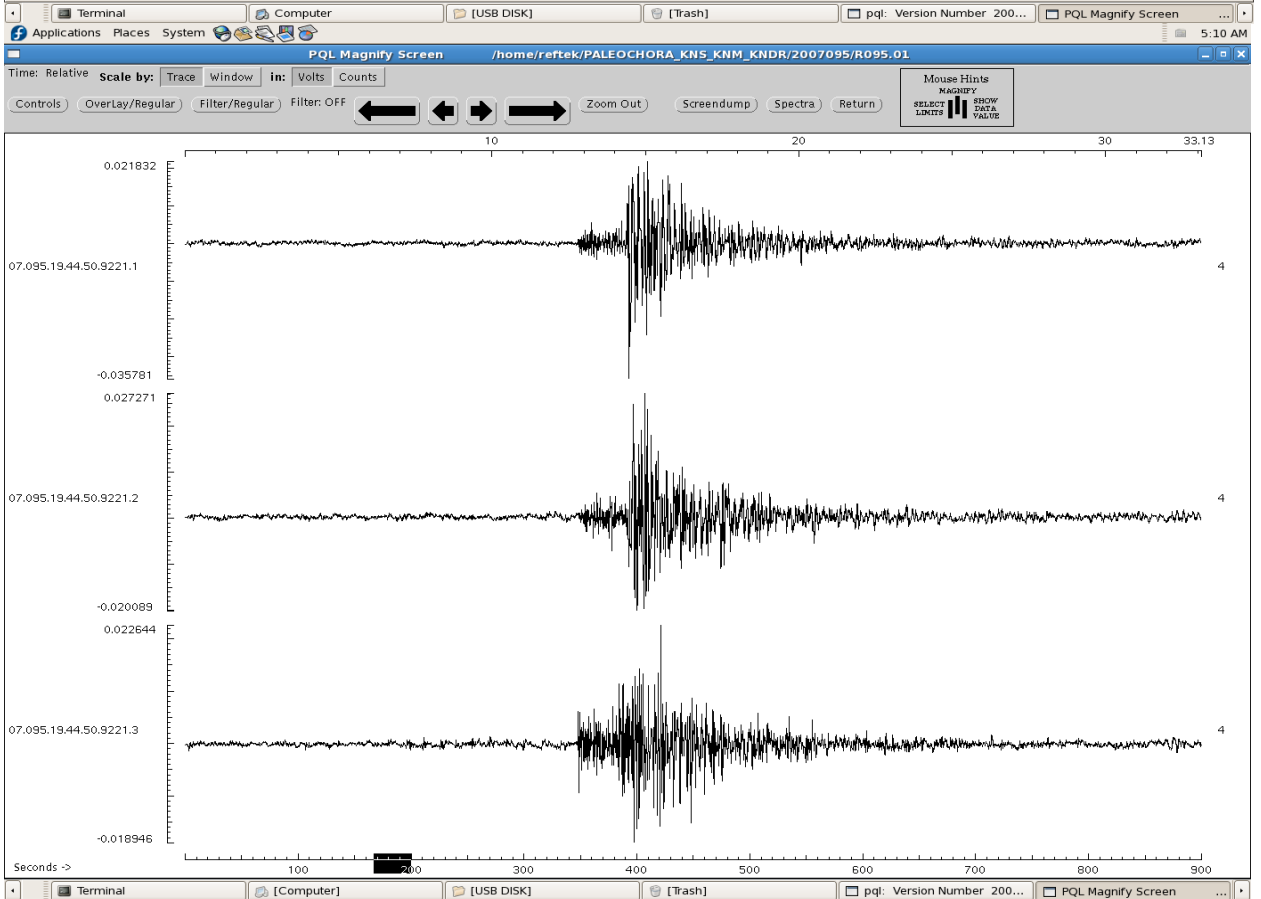 Terminal Computer [USB DISK] [Trash] pql: Version Number 200... PQL Magnify Screen ...
Applications Places System 5:10 AM
PQL Magnify Screen /home/reftek/PALEOCHORA_KNS_KNM_KNDR/2007095/R095.01
Time: Relative Scale by: Trace Window in: Volts Counts
Controls OverLay/Regular Filter/Regular Filter: OFF Zoom Out Screendump Spectra Return
Mouse Hints
MAGNIFY
SELECT LIMITS SHOW DATA VALUE
10 20 30 33.13
0.021832
07.095.19.44.50.9221.1 4
-0.035781
0.027271
07.095.19.44.50.9221.2 4
-0.020089
0.022644
07.095.19.44.50.9221.3 4
-0.018946
Seconds -> 100 200 300 400 500 600 700 800 900
Terminal [Computer] [USB DISK] [Trash] pql: Version Number 200... PQL Magnify Screen ...